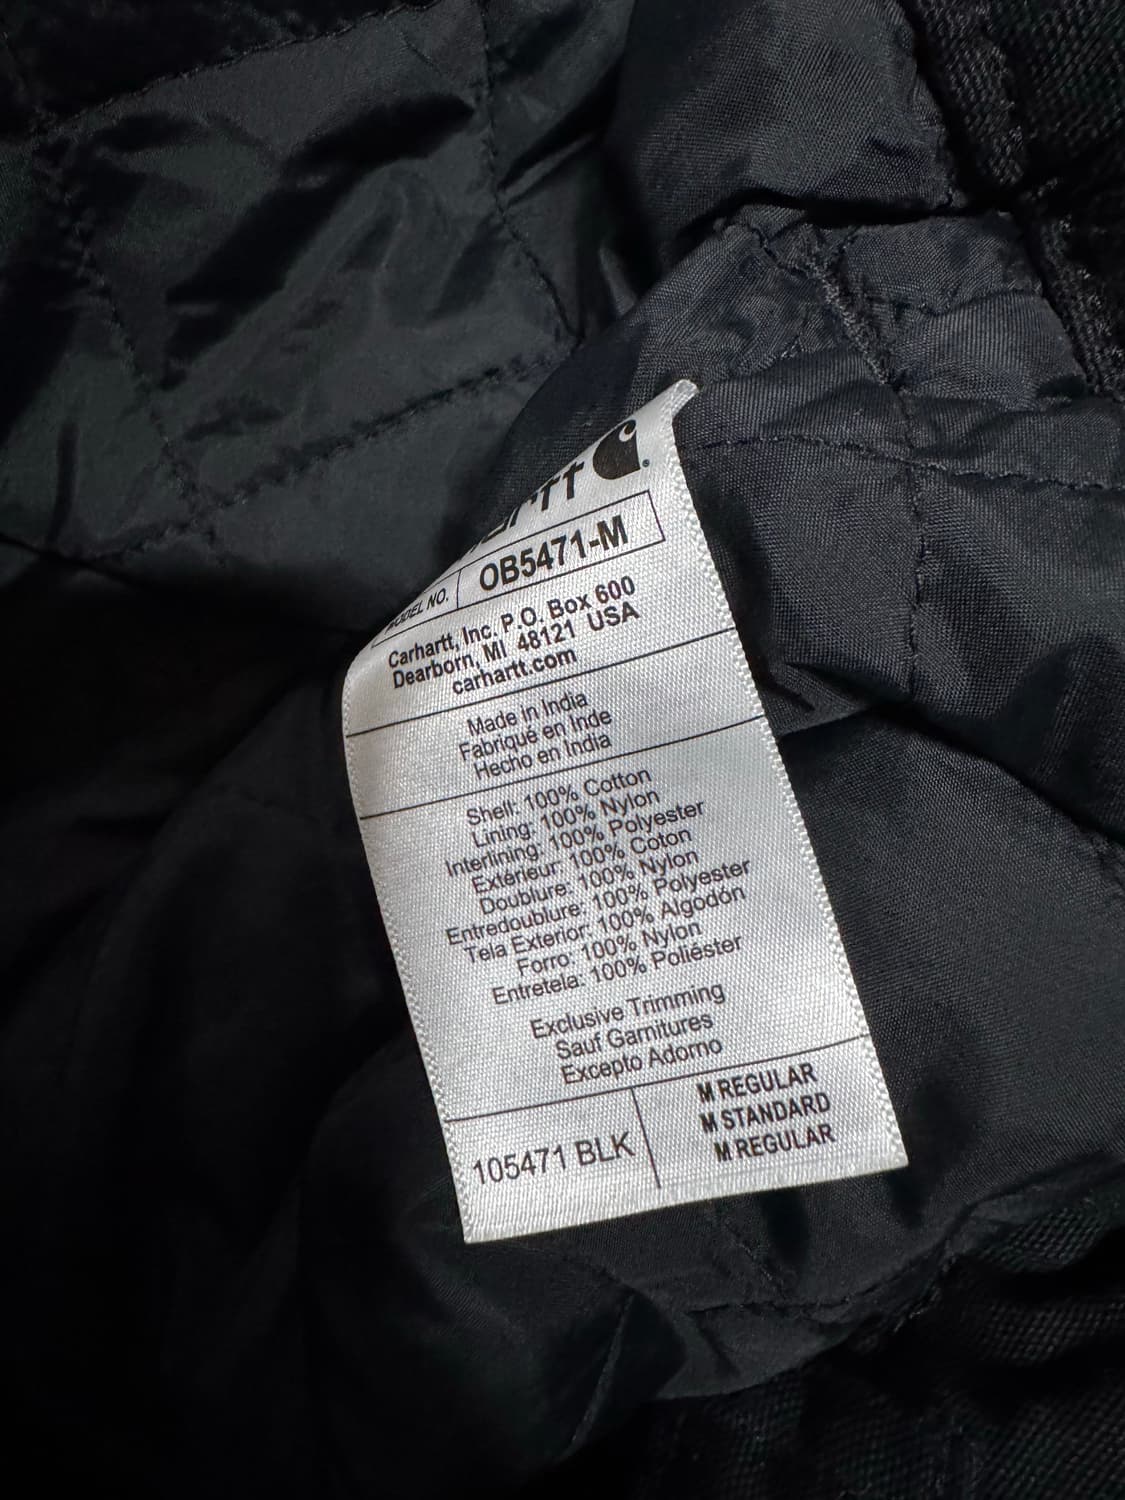 MODEL NO. OB5471-M
Carhartt, Inc. P.O. Box 600
Dearborn, MI 48121 USA
carhartt.com
Made in India
Fabriqué en Inde
Hecho en India
Shell: 100% Cotton
Lining: 100% Nylon
Interlining: 100% Polyester
Extérieur: 100% Coton
Doublure: 100% Nylon
Entredoublure: 100% Polyester
Tela Exterior: 100% Algodón
Forro: 100% Nylon
Entretela: 100% Poliéster
Exclusive Trimming
Sauf Garnitures
Excepto Adorno
105471 BLK
M REGULAR
M STANDARD
M REGULAR